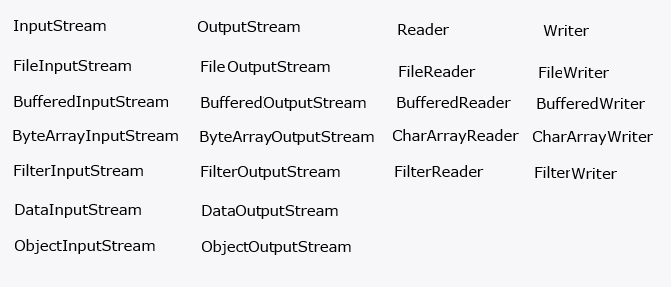 InputStream OutputStream Reader Writer
FileInputStream FileOutputStream FileReader FileWriter
BufferedInputStream BufferedOutputStream BufferedReader BufferedWriter
ByteArrayInputStream ByteArrayOutputStream CharArrayReader CharArrayWriter
FilterInputStream FilterOutputStream FilterReader FilterWriter
DataInputStream DataOutputStream
ObjectInputStream ObjectOutputStream